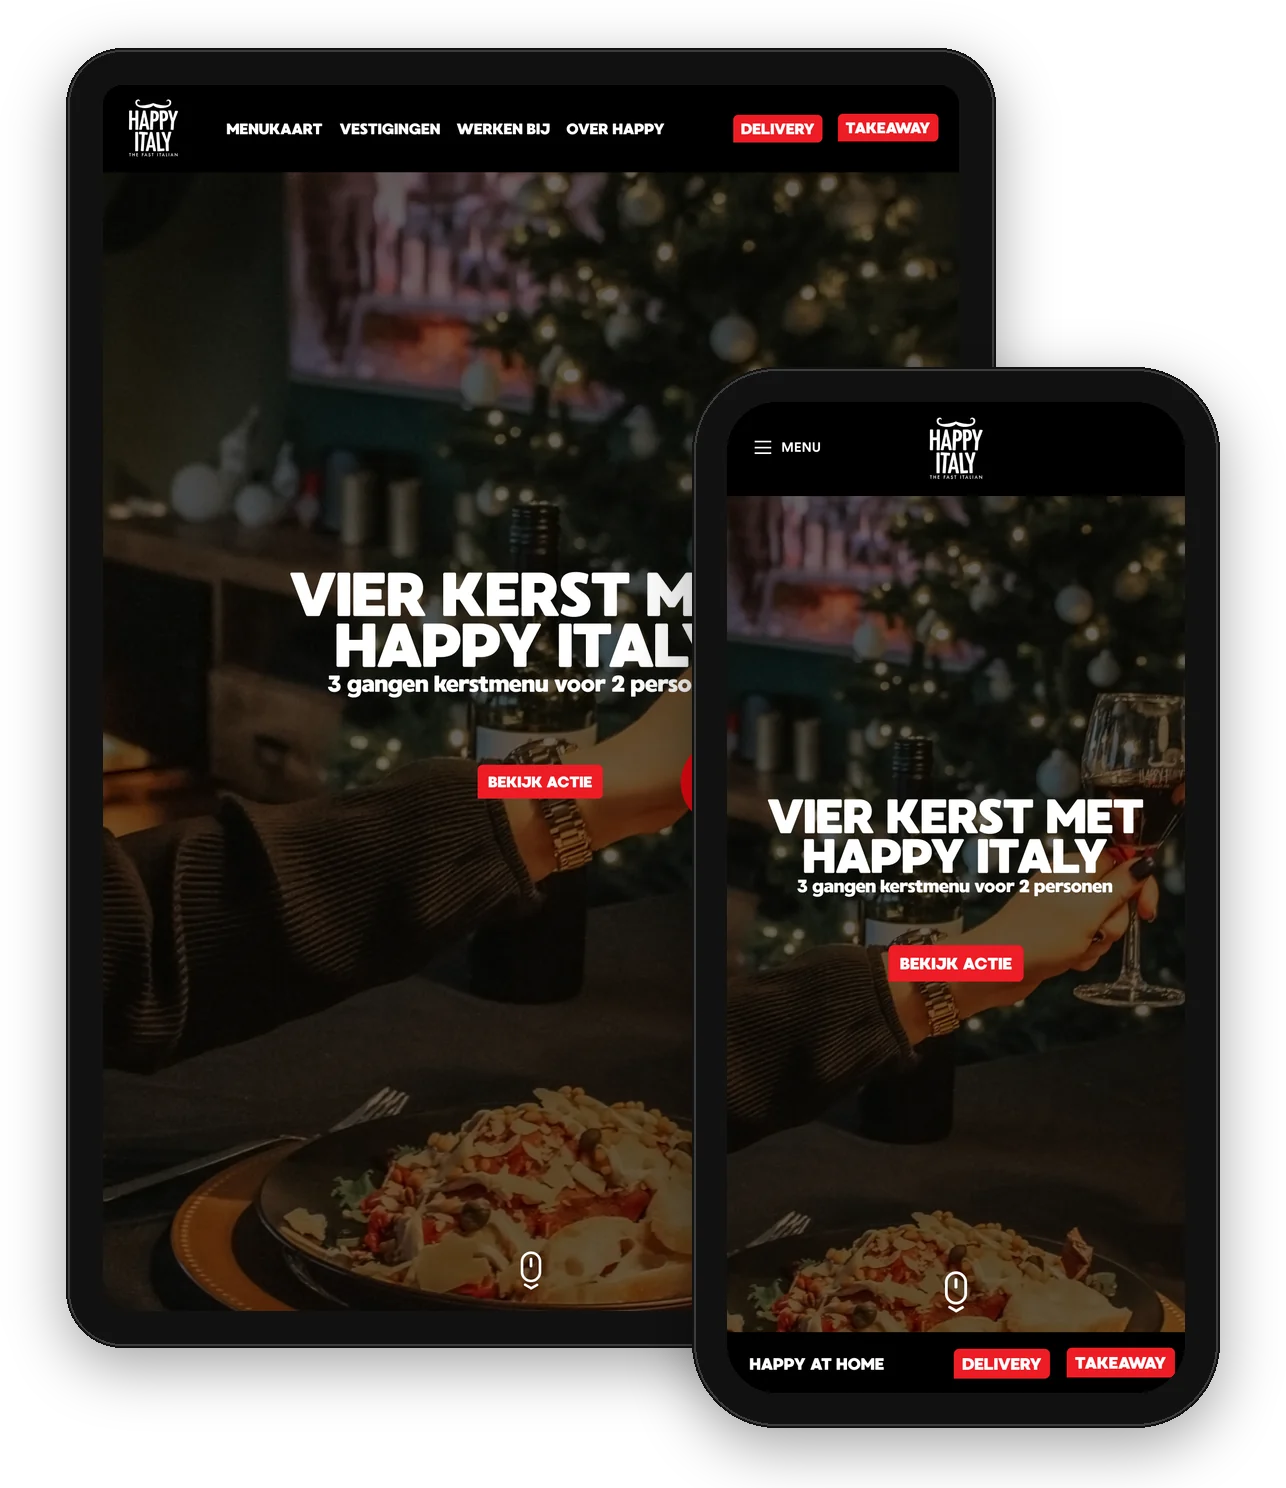 HAPPY
ITALY
THE FAST ITALIAN
MENUKAART VESTIGINGEN WERKEN BIJ OVER HAPPY DELIVERY TAKEAWAY
VIER KERST M
HAPPY ITALY
3 gangen kerstmenu voor 2 perso
BEKIJK ACTIE
MENU
HAPPY
ITALY
THE FAST ITALIAN
VIER KERST MET
HAPPY ITALY
3 gangen kerstmenu voor 2 personen
BEKIJK ACTIE
HAPPY AT HOME DELIVERY TAKEAWAY